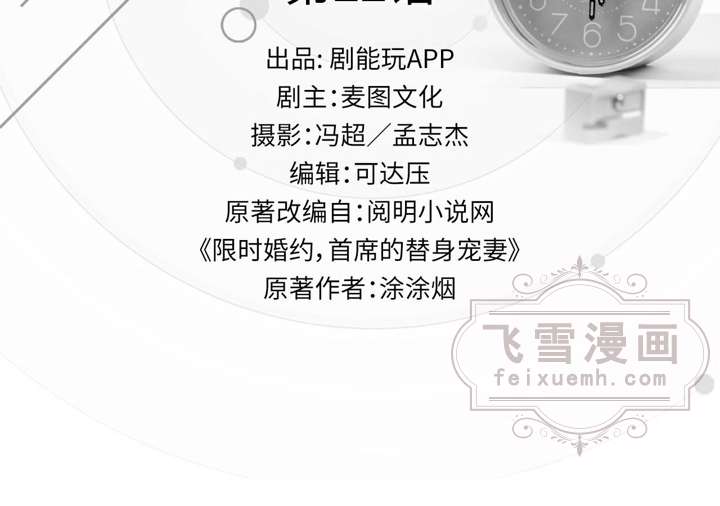 出品: 剧能玩APP
剧主：麦图文化
摄影：冯超／孟志杰
编辑：可达压
原著改编自：阅明小说网
《限时婚约，首席的替身宠妻》
原著作者：涂涂烟
飞雪漫画
feixuemh.com
7 6 5